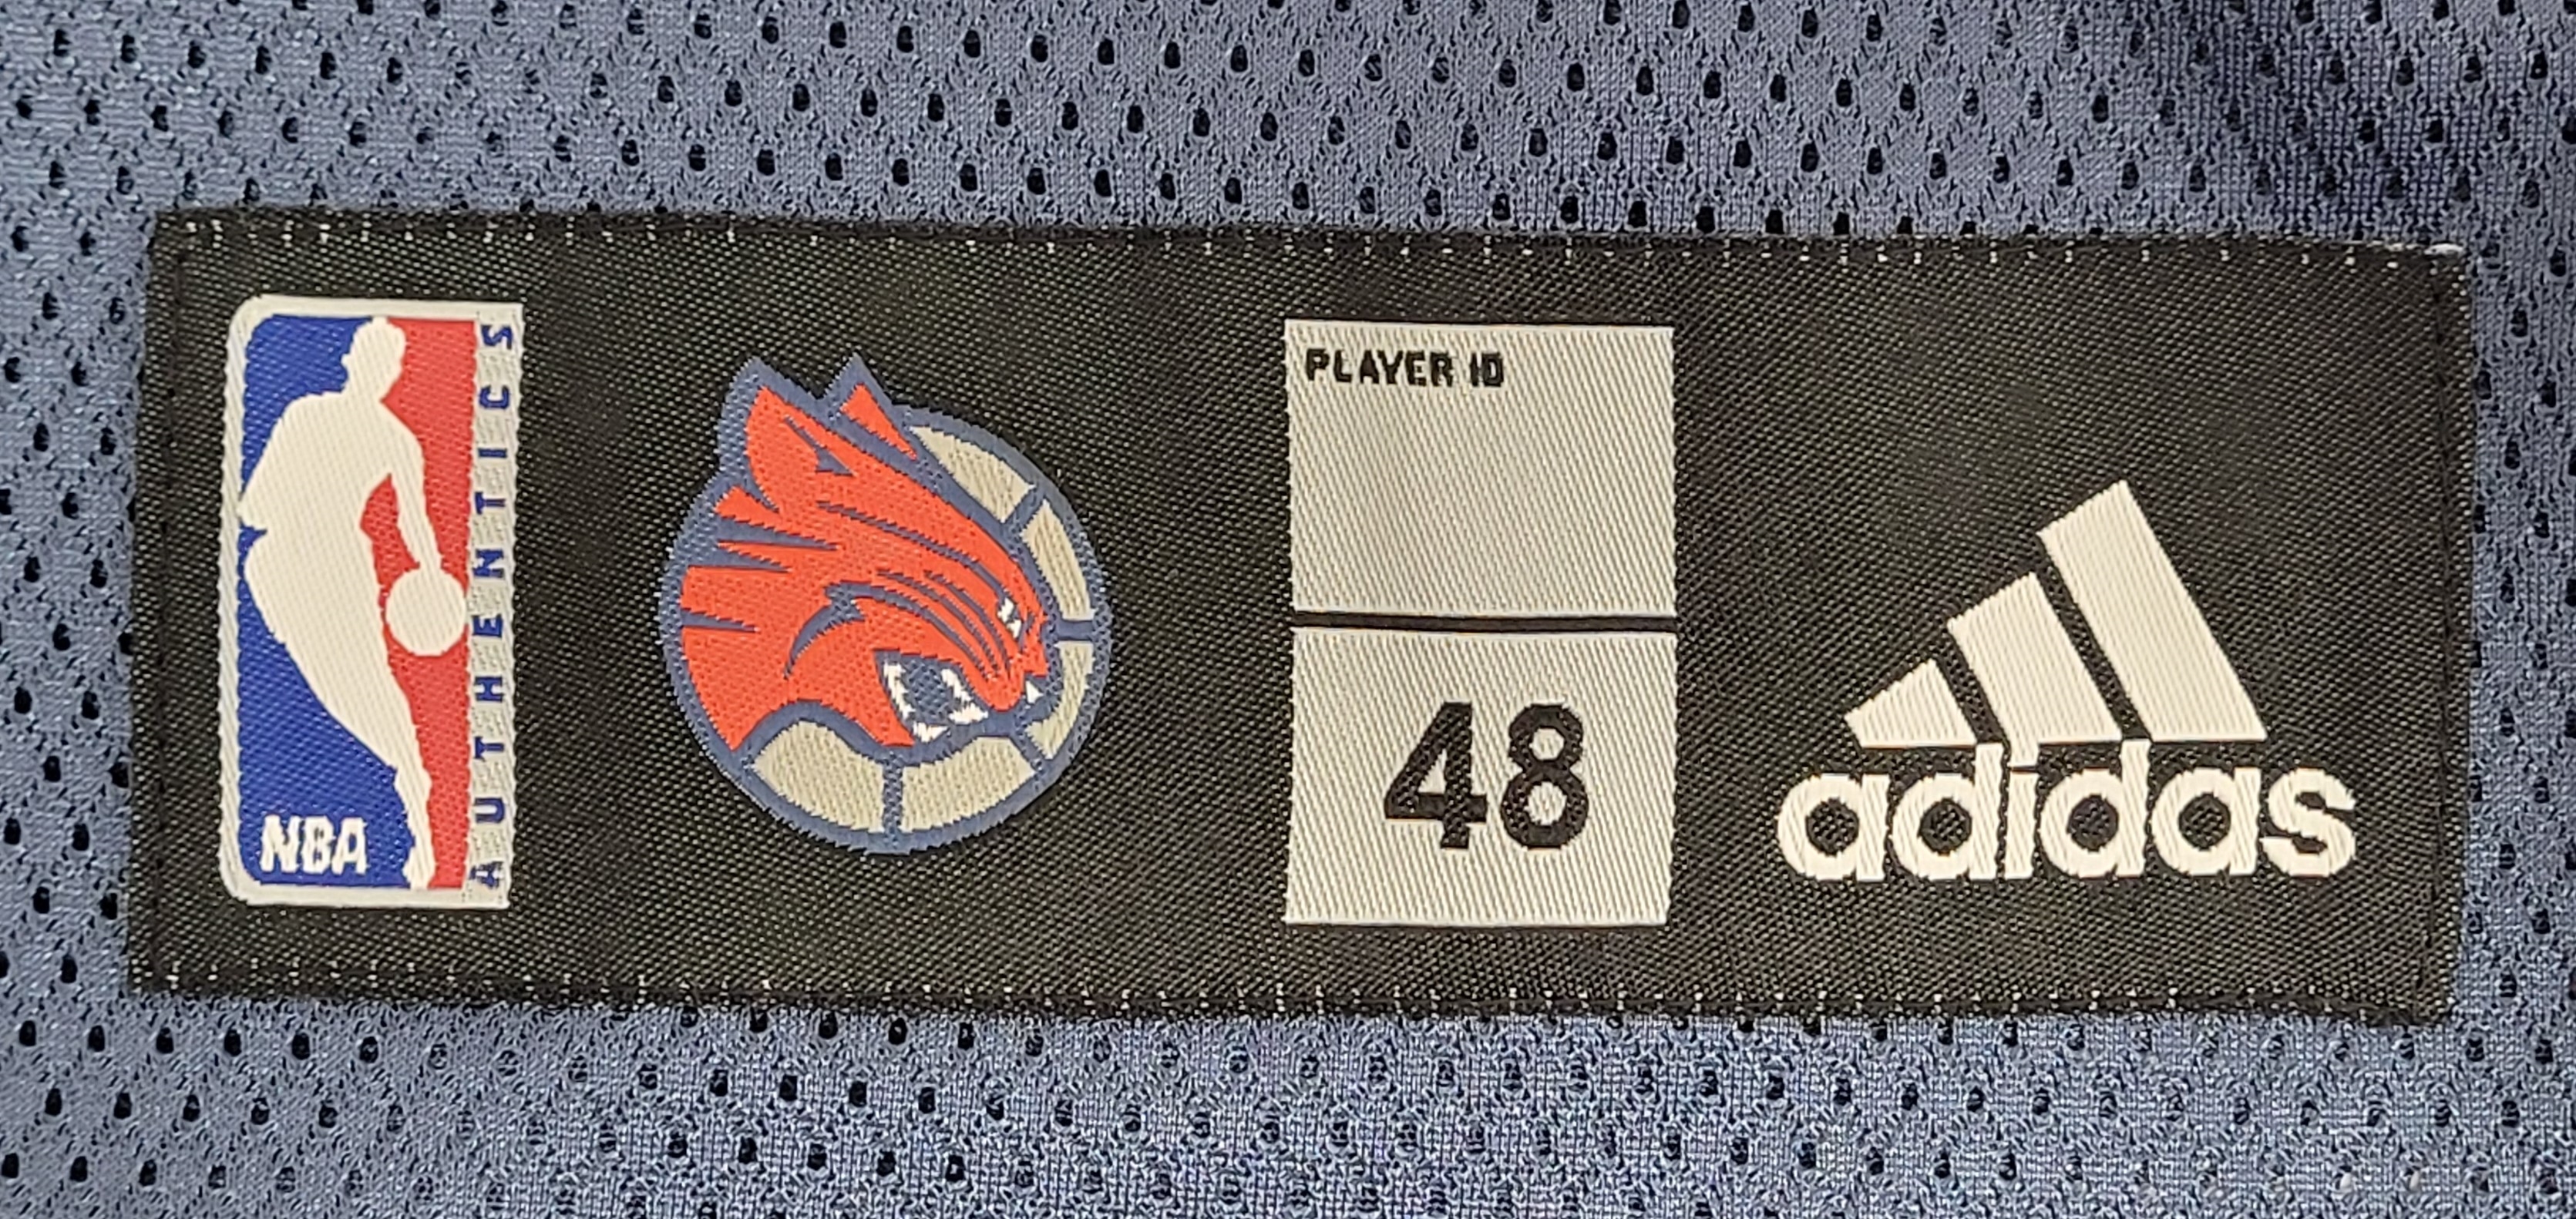 NBA
AUTHENTICS
PLAYER ID
48
adidas